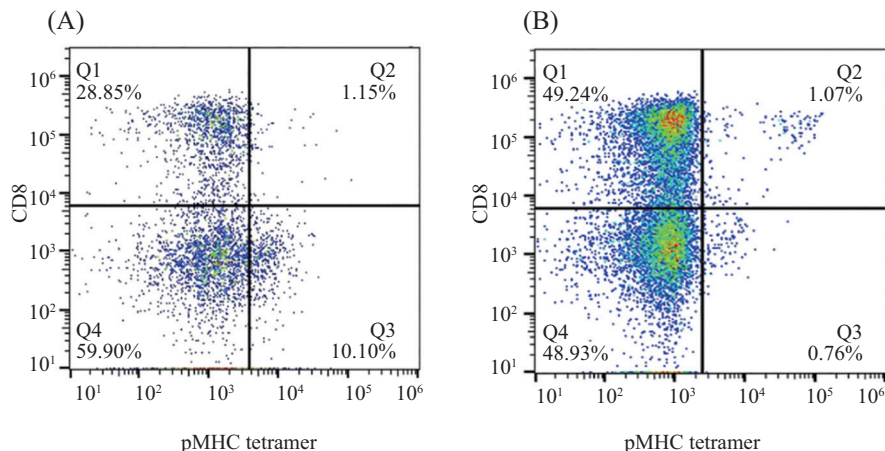 (A)
Q1
28.85%
Q2
1.15%
Q4
59.90%
Q3
10.10%
10⁶
10⁵
10⁴
10³
10²
10¹
CD8
10¹ 10² 10³ 10⁴ 10⁵ 10⁶
pMHC tetramer
(B)
Q1
49.24%
Q2
1.07%
Q4
48.93%
Q3
0.76%
10⁶
10⁵
10⁴
10³
10²
10¹
CD8
10¹ 10² 10³ 10⁴ 10⁵ 10⁶
pMHC tetramer